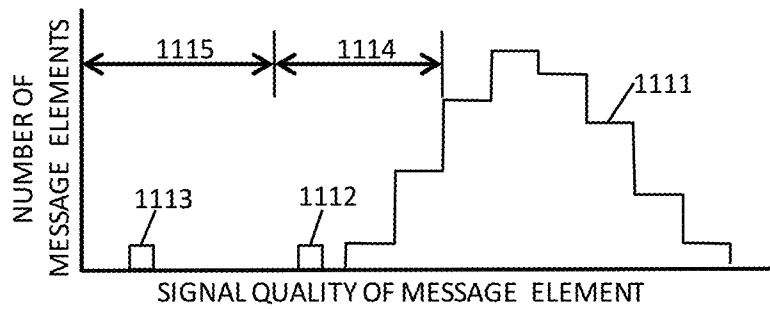 1115
1114
1111
1113
1112
NUMBER OF
MESSAGE ELEMENTS
SIGNAL QUALITY OF MESSAGE ELEMENT